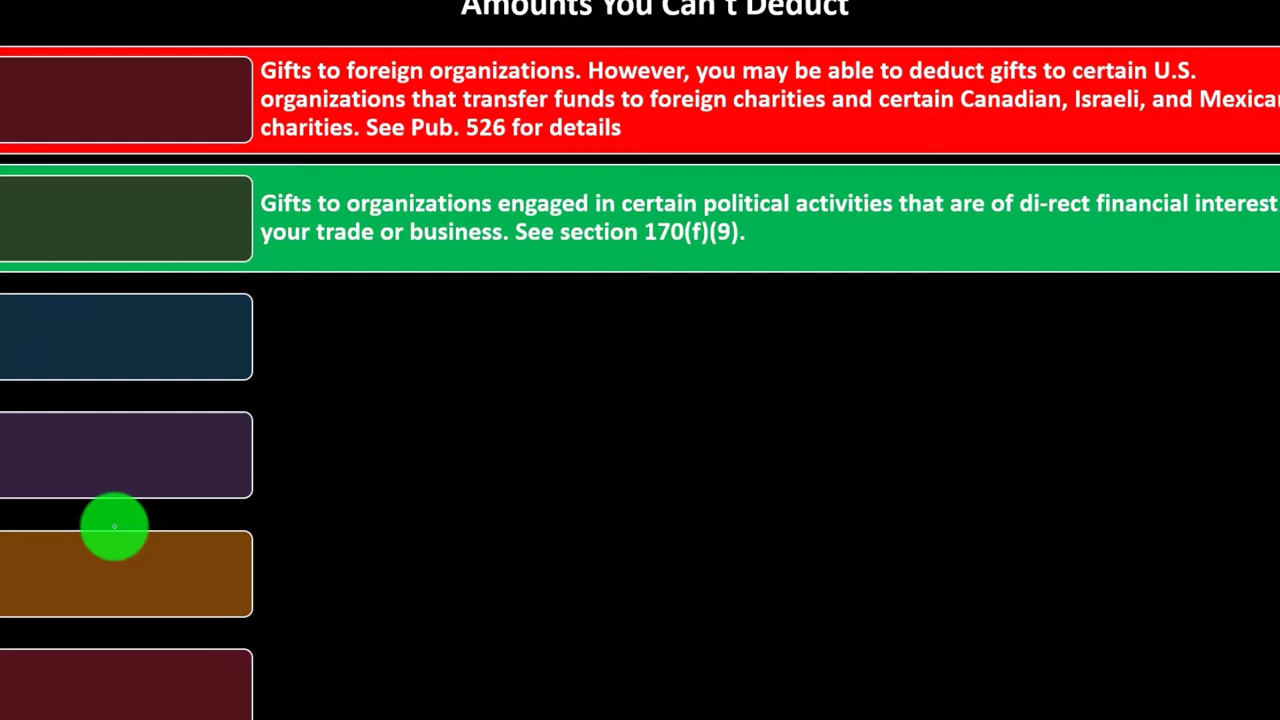 Amounts You Can't Deduct
Gifts to foreign organizations. However, you may be able to deduct gifts to certain U.S.
organizations that transfer funds to foreign charities and certain Canadian, Israeli, and Mexican
charities. See Pub. 526 for details
Gifts to organizations engaged in certain political activities that are of di-rect financial interest
your trade or business. See section 170(f)(9).